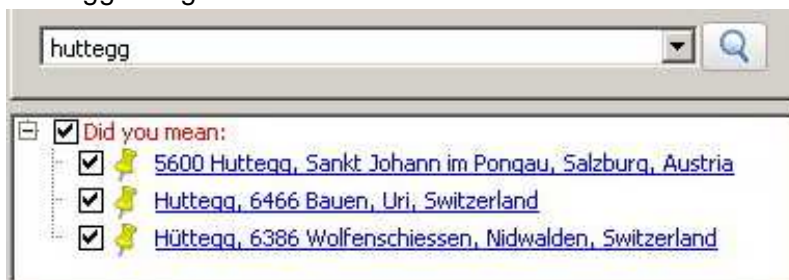 huttegg
Did you mean:
5600 Huttegg, Sankt Johann im Pongau, Salzburg, Austria
Huttegg, 6466 Bauen, Uri, Switzerland
Hüttegg, 6386 Wolfenschiessen, Nidwalden, Switzerland